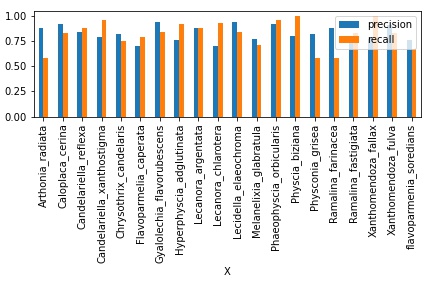 1.00
0.75
0.50
0.25
0.00
precision
recall
Arthonia_radiata
Caloplaca_cerina
Candelariella_reflexa
Candelariella_xanthostigma
Chrysothrix_candelaris
Flavoparmelia_caperata
Gyalolechia_flavorubescens
Hyperphyscia_adglutinata
Lecanora_argentata
Lecanora_chlarotera
Lecidella_elaeochroma
Melanelixia_glabratula
Phaeophyscia_orbicularis
Physcia_biziana
Physconia_grisea
Ramalina_farinacea
Ramalina_fastigiata
Xanthomendoza_fallax
Xanthomendoza_fulva
flavoparmenia_soredians
X